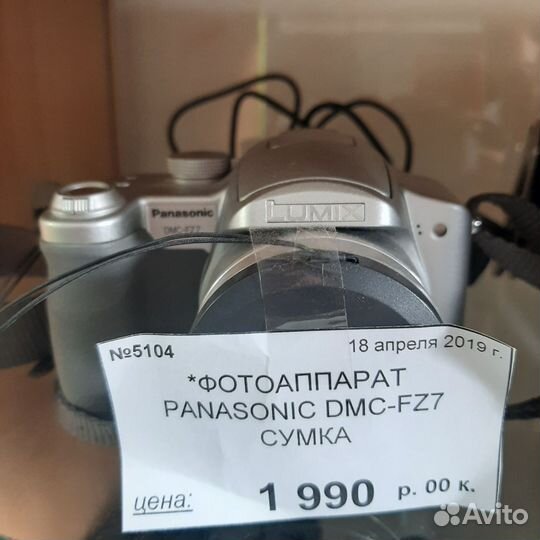 Panasonic
DMC-FZ7
LUMIX
№5104
18 апреля 2019 г.
*ФОТОАППАРАТ
PANASONIC DMC-FZ7
СУМКА
цена:
1 990 р. 00 к.
Avito